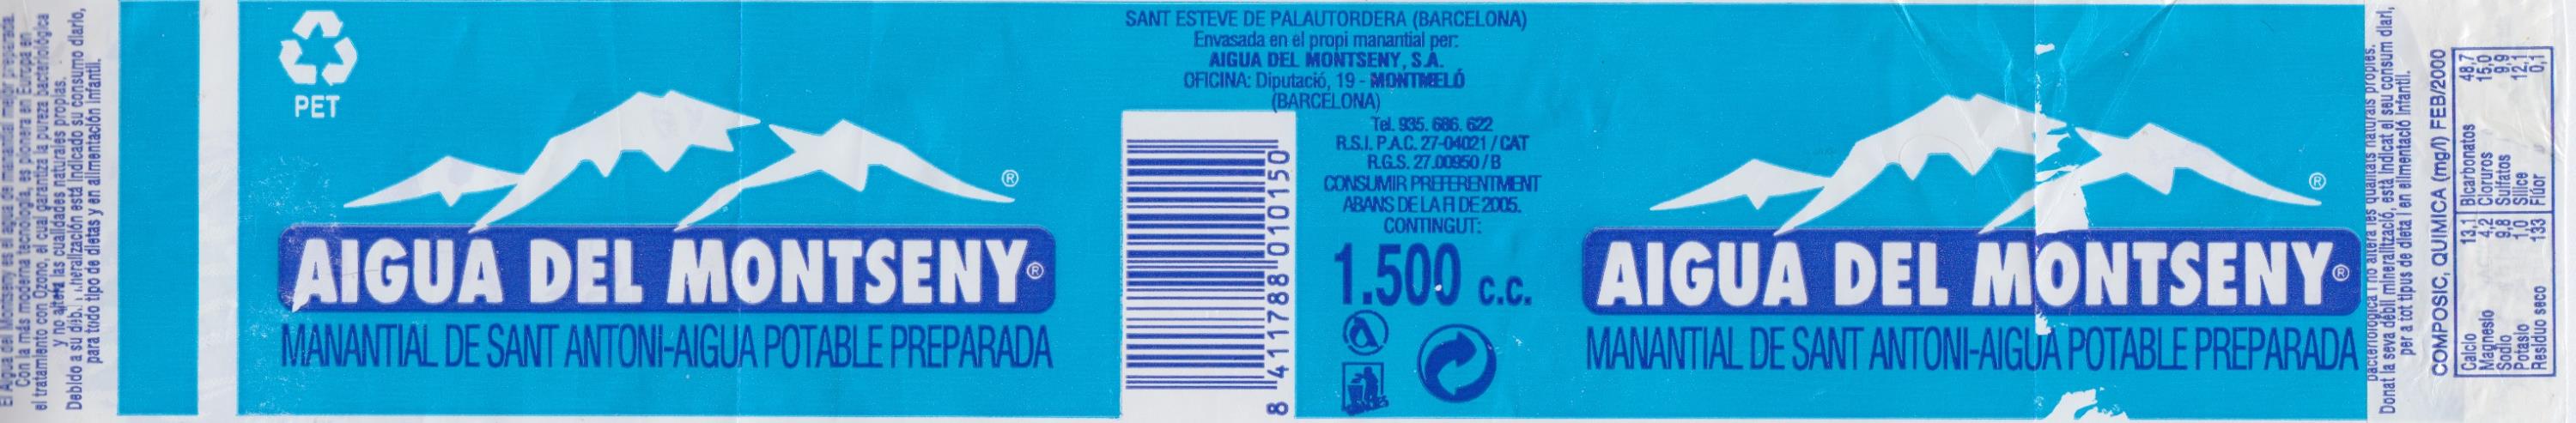 El Aigua del Montseny es el agua de manantial mejor preparada.
Con la más moderna tecnología, es pionera en Europa en
el tratamiento con Ozono, el cual garantiza la pureza bacteriológica
y no altera las cualidades naturales propias.
Debido a su débil mineralización está indicado su consumo diario,
para todo tipo de dietas y en alimentación infantil.
PET
®
AIGUA DEL MONTSENY®
MANANTIAL DE SANT ANTONI-AIGUA POTABLE PREPARADA
SANT ESTEVE DE PALAUTORDERA (BARCELONA)
Envasada en el propi manantial per:
AIGUA DEL MONTSENY, S.A.
OFICINA: Diputació, 19 - MONTMELÓ
(BARCELONA)
Tel. 935. 686. 622
R.S.I. P.A.C. 27-04021 / CAT
R.G.S. 27.00950 / B
CONSUMIR PREFERENTMENT
ABANS DE LA FI DE 2005.
CONTINGUT:
1.500 c.c.
8 411788 010150
®
AIGUA DEL MONTSENY®
MANANTIAL DE SANT ANTONI-AIGUA POTABLE PREPARADA
bacteriològica i no altera les qualitats naturals pròpies.
Donat la seva dèbil mineralització, està indicat el seu consum diari,
per a tot tipus de dieta i en alimentació infantil.
COMPOSIC. QUIMICA (mg/l) FEB/2000
Calcio 13,1 Bicarbonatos 48,7
Magnesio 4,2 Cloruros 15,0
Sodio 9,8 Sulfatos 9,9
Potasio 1,0 Sílice 12,1
Residuo seco 133 Flúor 0,1